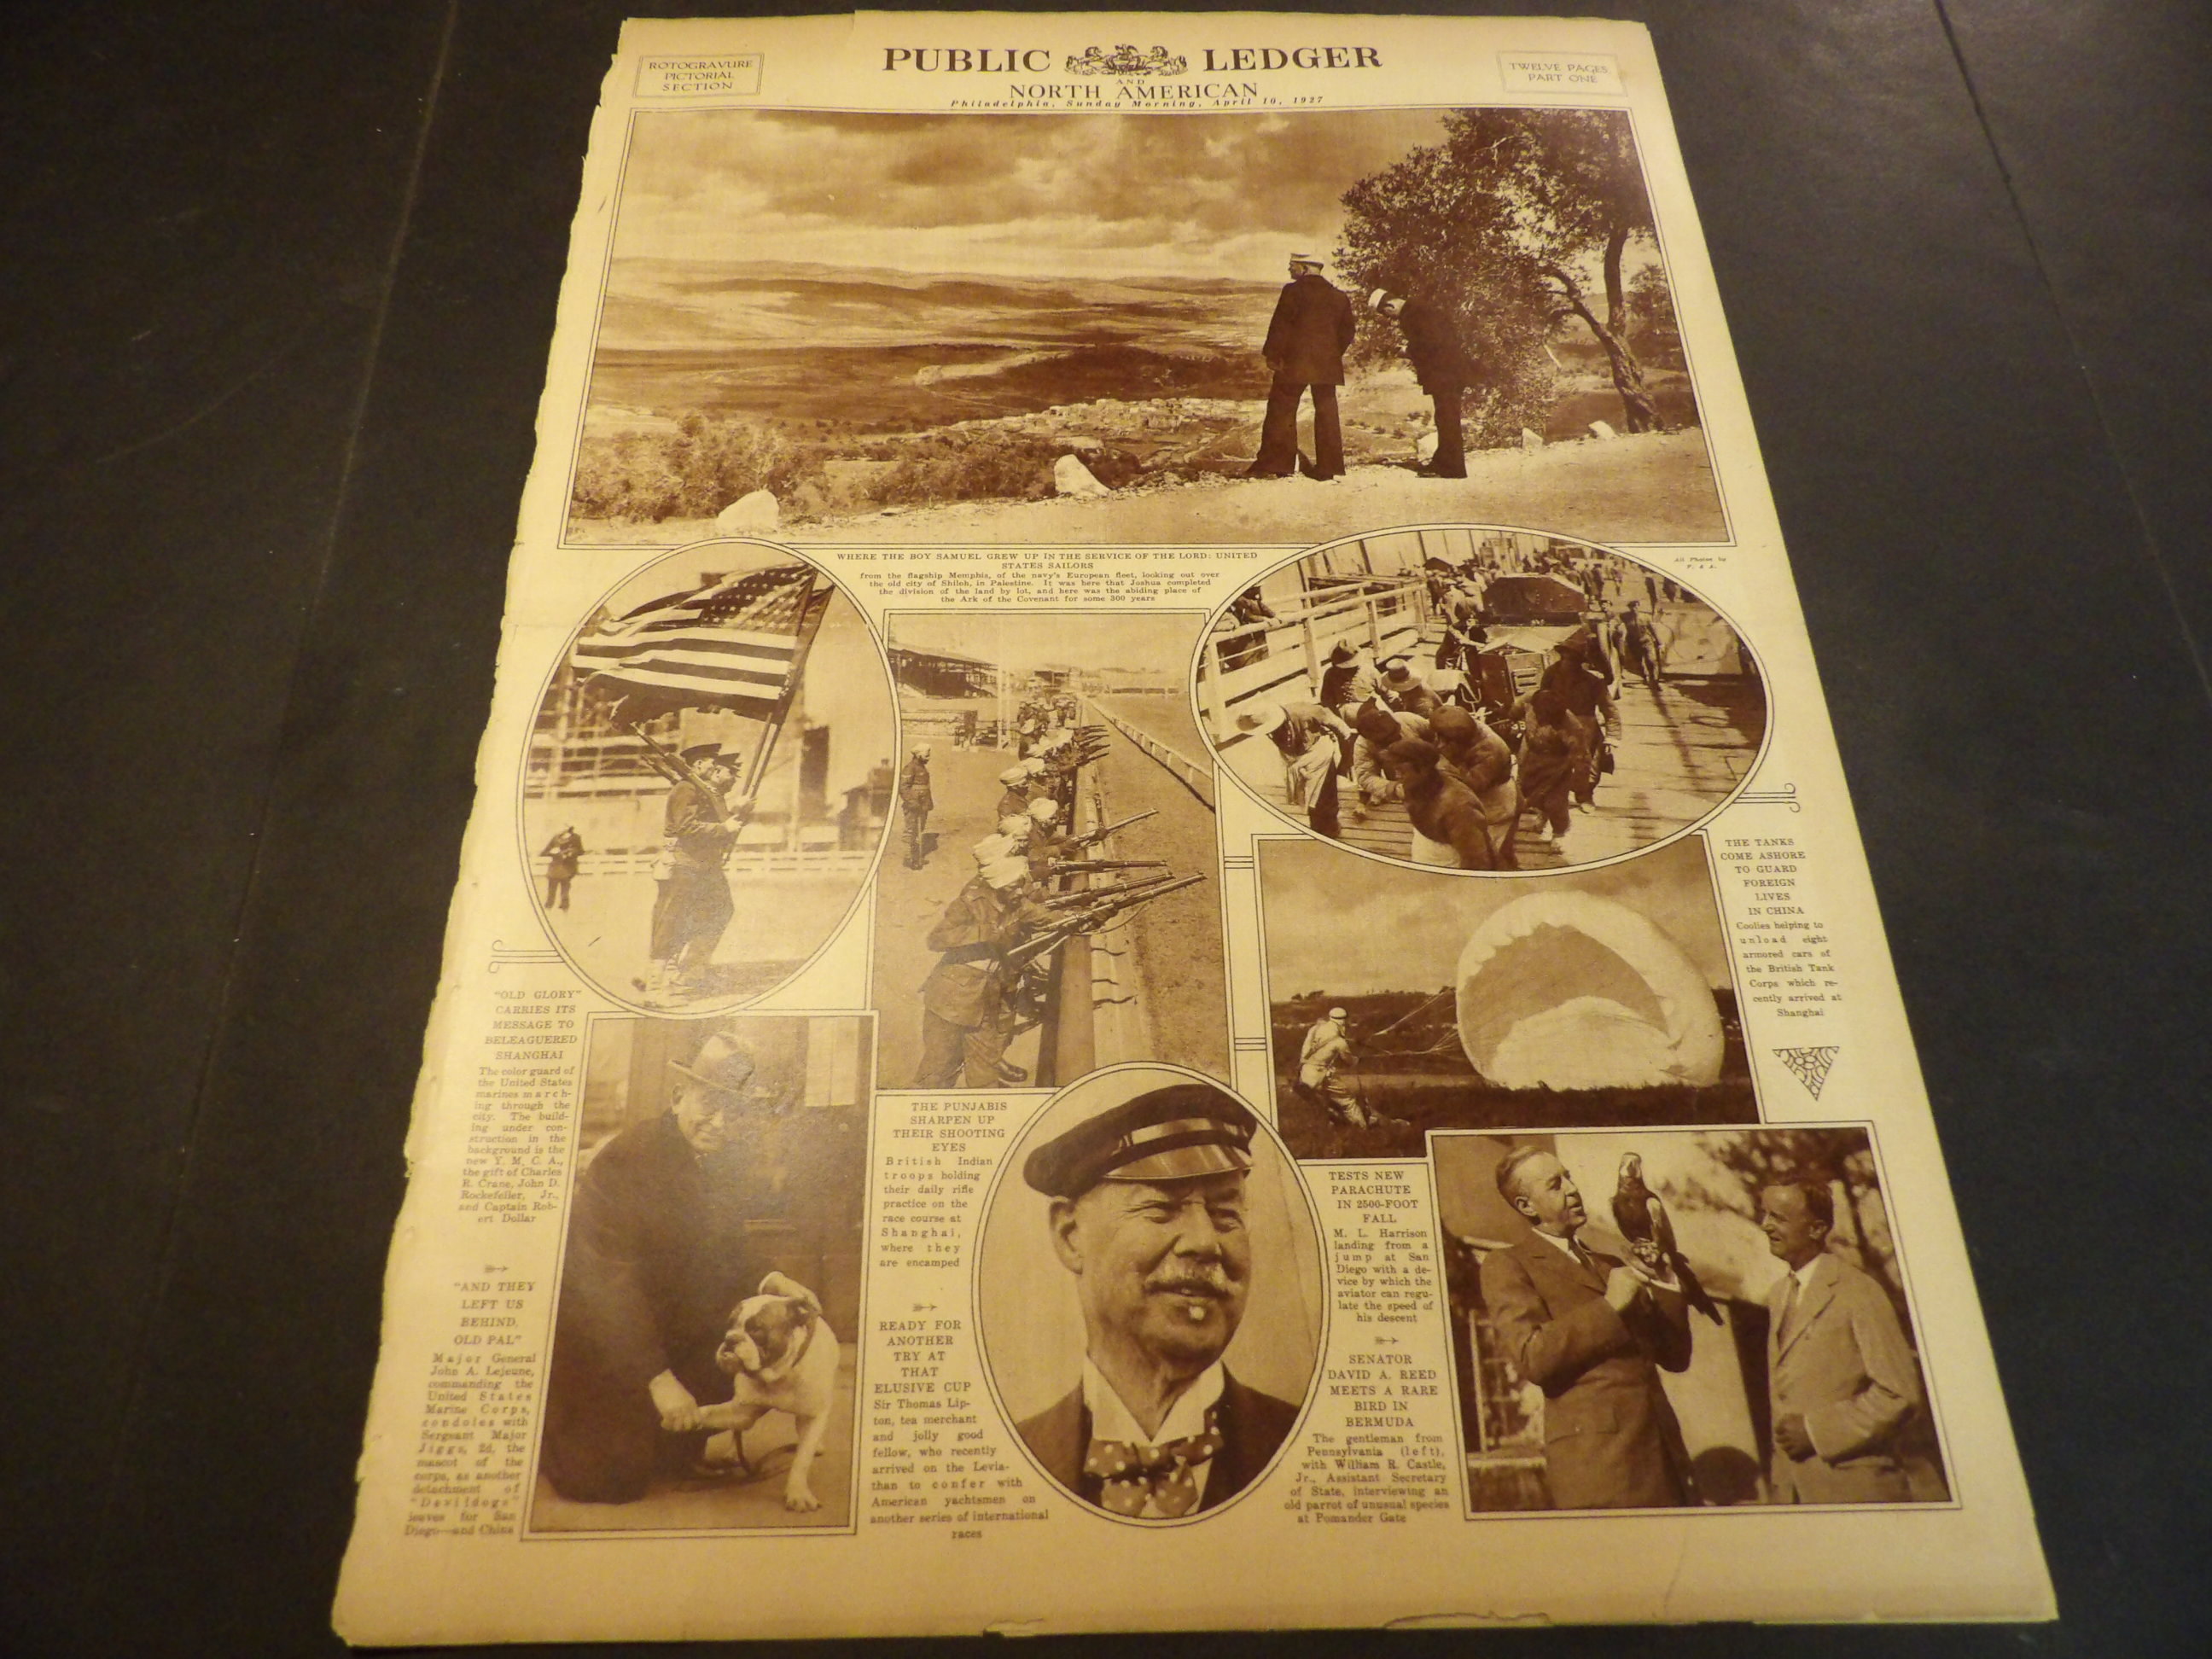 ROTOGRAVURE
PICTORIAL
SECTION
PUBLIC LEDGER
AND
NORTH AMERICAN
Philadelphia, Sunday Morning, April 10, 1927
TWELVE PAGES
PART ONE
WHERE THE BOY SAMUEL GREW UP IN THE SERVICE OF THE LORD: UNITED
STATES SAILORS
from the flagship Memphis, of the navy's European fleet, looking out over
the old city of Shiloh, in Palestine. It was here that Joshua completed
the division of the land by lot, and here was the abiding place of
the Ark of the Covenant for some 300 years
All Photos by
P. & A.
"OLD GLORY"
CARRIES ITS
MESSAGE TO
BELEAGUERED
SHANGHAI
The color guard of
the United States
marines march-
ing through the
city. The build-
ing under con-
struction in the
background is the
new Y. M. C. A.,
the gift of Charles
R. Crane, John D.
Rockefeller, Jr.,
and Captain Rob-
ert Dollar
"AND THEY
LEFT US
BEHIND,
OLD PAL"
Major General
John A. Lejeune,
commanding the
United States
Marine Corps,
condoles with
Sergeant Major
Jiggs, 2d, the
mascot of the
corps, as another
detachment of
"Devildogs"
leaves for San
Diego—and China
THE PUNJABIS
SHARPEN UP
THEIR SHOOTING
EYES
British Indian
troops holding
their daily rifle
practice on the
race course at
Shanghai,
where they
are encamped
READY FOR
ANOTHER
TRY AT
THAT
ELUSIVE CUP
Sir Thomas Lip-
ton, tea merchant
and jolly good
fellow, who recently
arrived on the Levia-
than to confer with
American yachtsmen on
another series of international
races
THE TANKS
COME ASHORE
TO GUARD
FOREIGN
LIVES
IN CHINA
Coolies helping to
unload eight
armored cars of
the British Tank
Corps which re-
cently arrived at
Shanghai
TESTS NEW
PARACHUTE
IN 2500-FOOT
FALL
M. L. Harrison
landing from a
jump at San
Diego with a de-
vice by which the
aviator can regu-
late the speed of
his descent
SENATOR
DAVID A. REED
MEETS A RARE
BIRD IN
BERMUDA
The gentleman from
Pennsylvania (left),
with William R. Castle,
Jr., Assistant Secretary
of State, interviewing an
old parrot of unusual species
at Pomander Gate